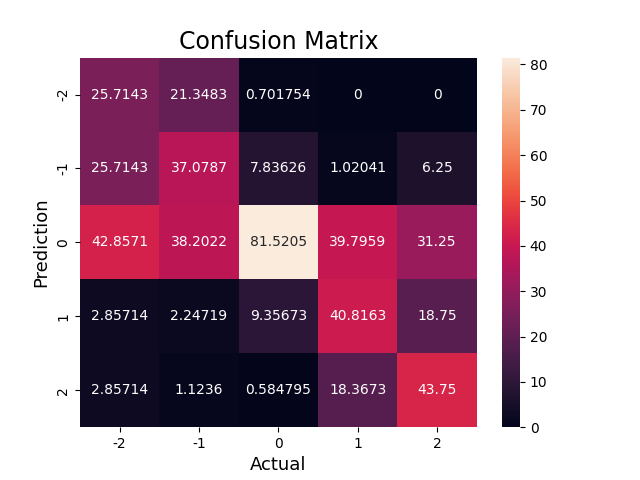 Confusion Matrix
-2 25.7143 21.3483 0.701754 0 0
-1 25.7143 37.0787 7.83626 1.02041 6.25
0 42.8571 38.2022 81.5205 39.7959 31.25
1 2.85714 2.24719 9.35673 40.8163 18.75
2 2.85714 1.1236 0.584795 18.3673 43.75
-2 -1 0 1 2
Actual
Prediction
80
70
60
50
40
30
20
10
0